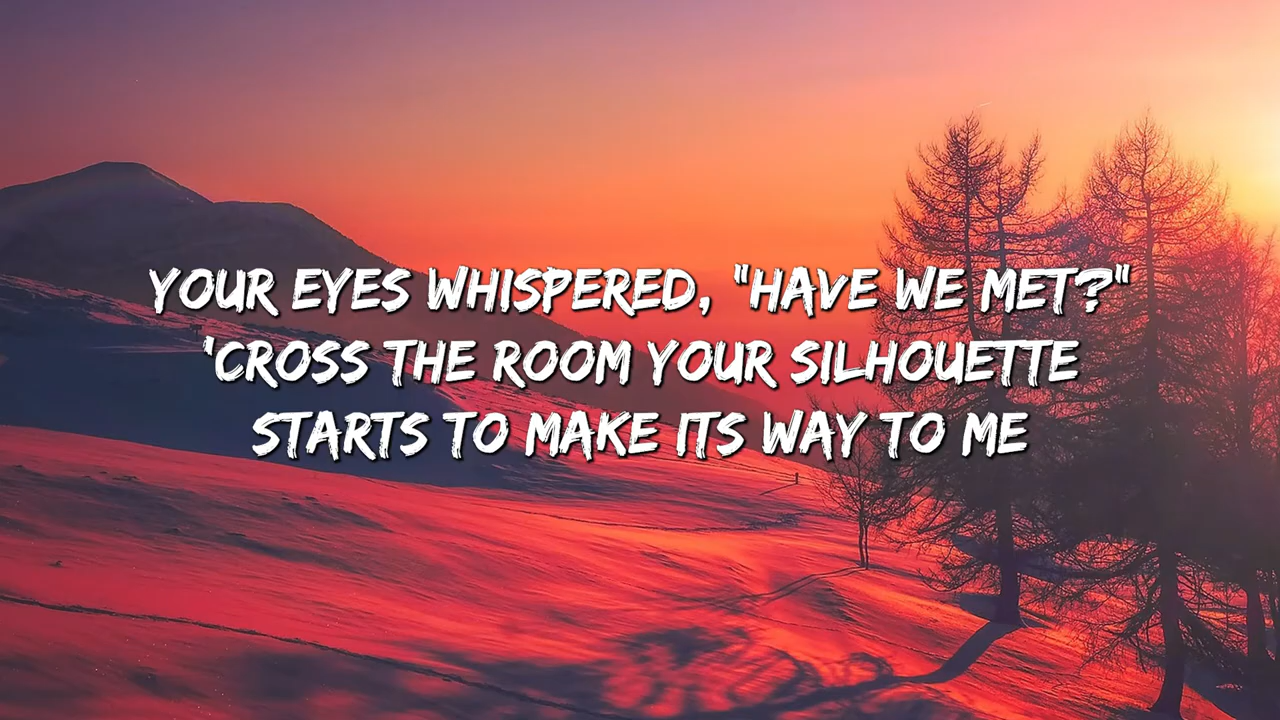 YOUR EYES WHISPERED, "HAVE WE MET?"
'CROSS THE ROOM YOUR SILHOUETTE
STARTS TO MAKE ITS WAY TO ME